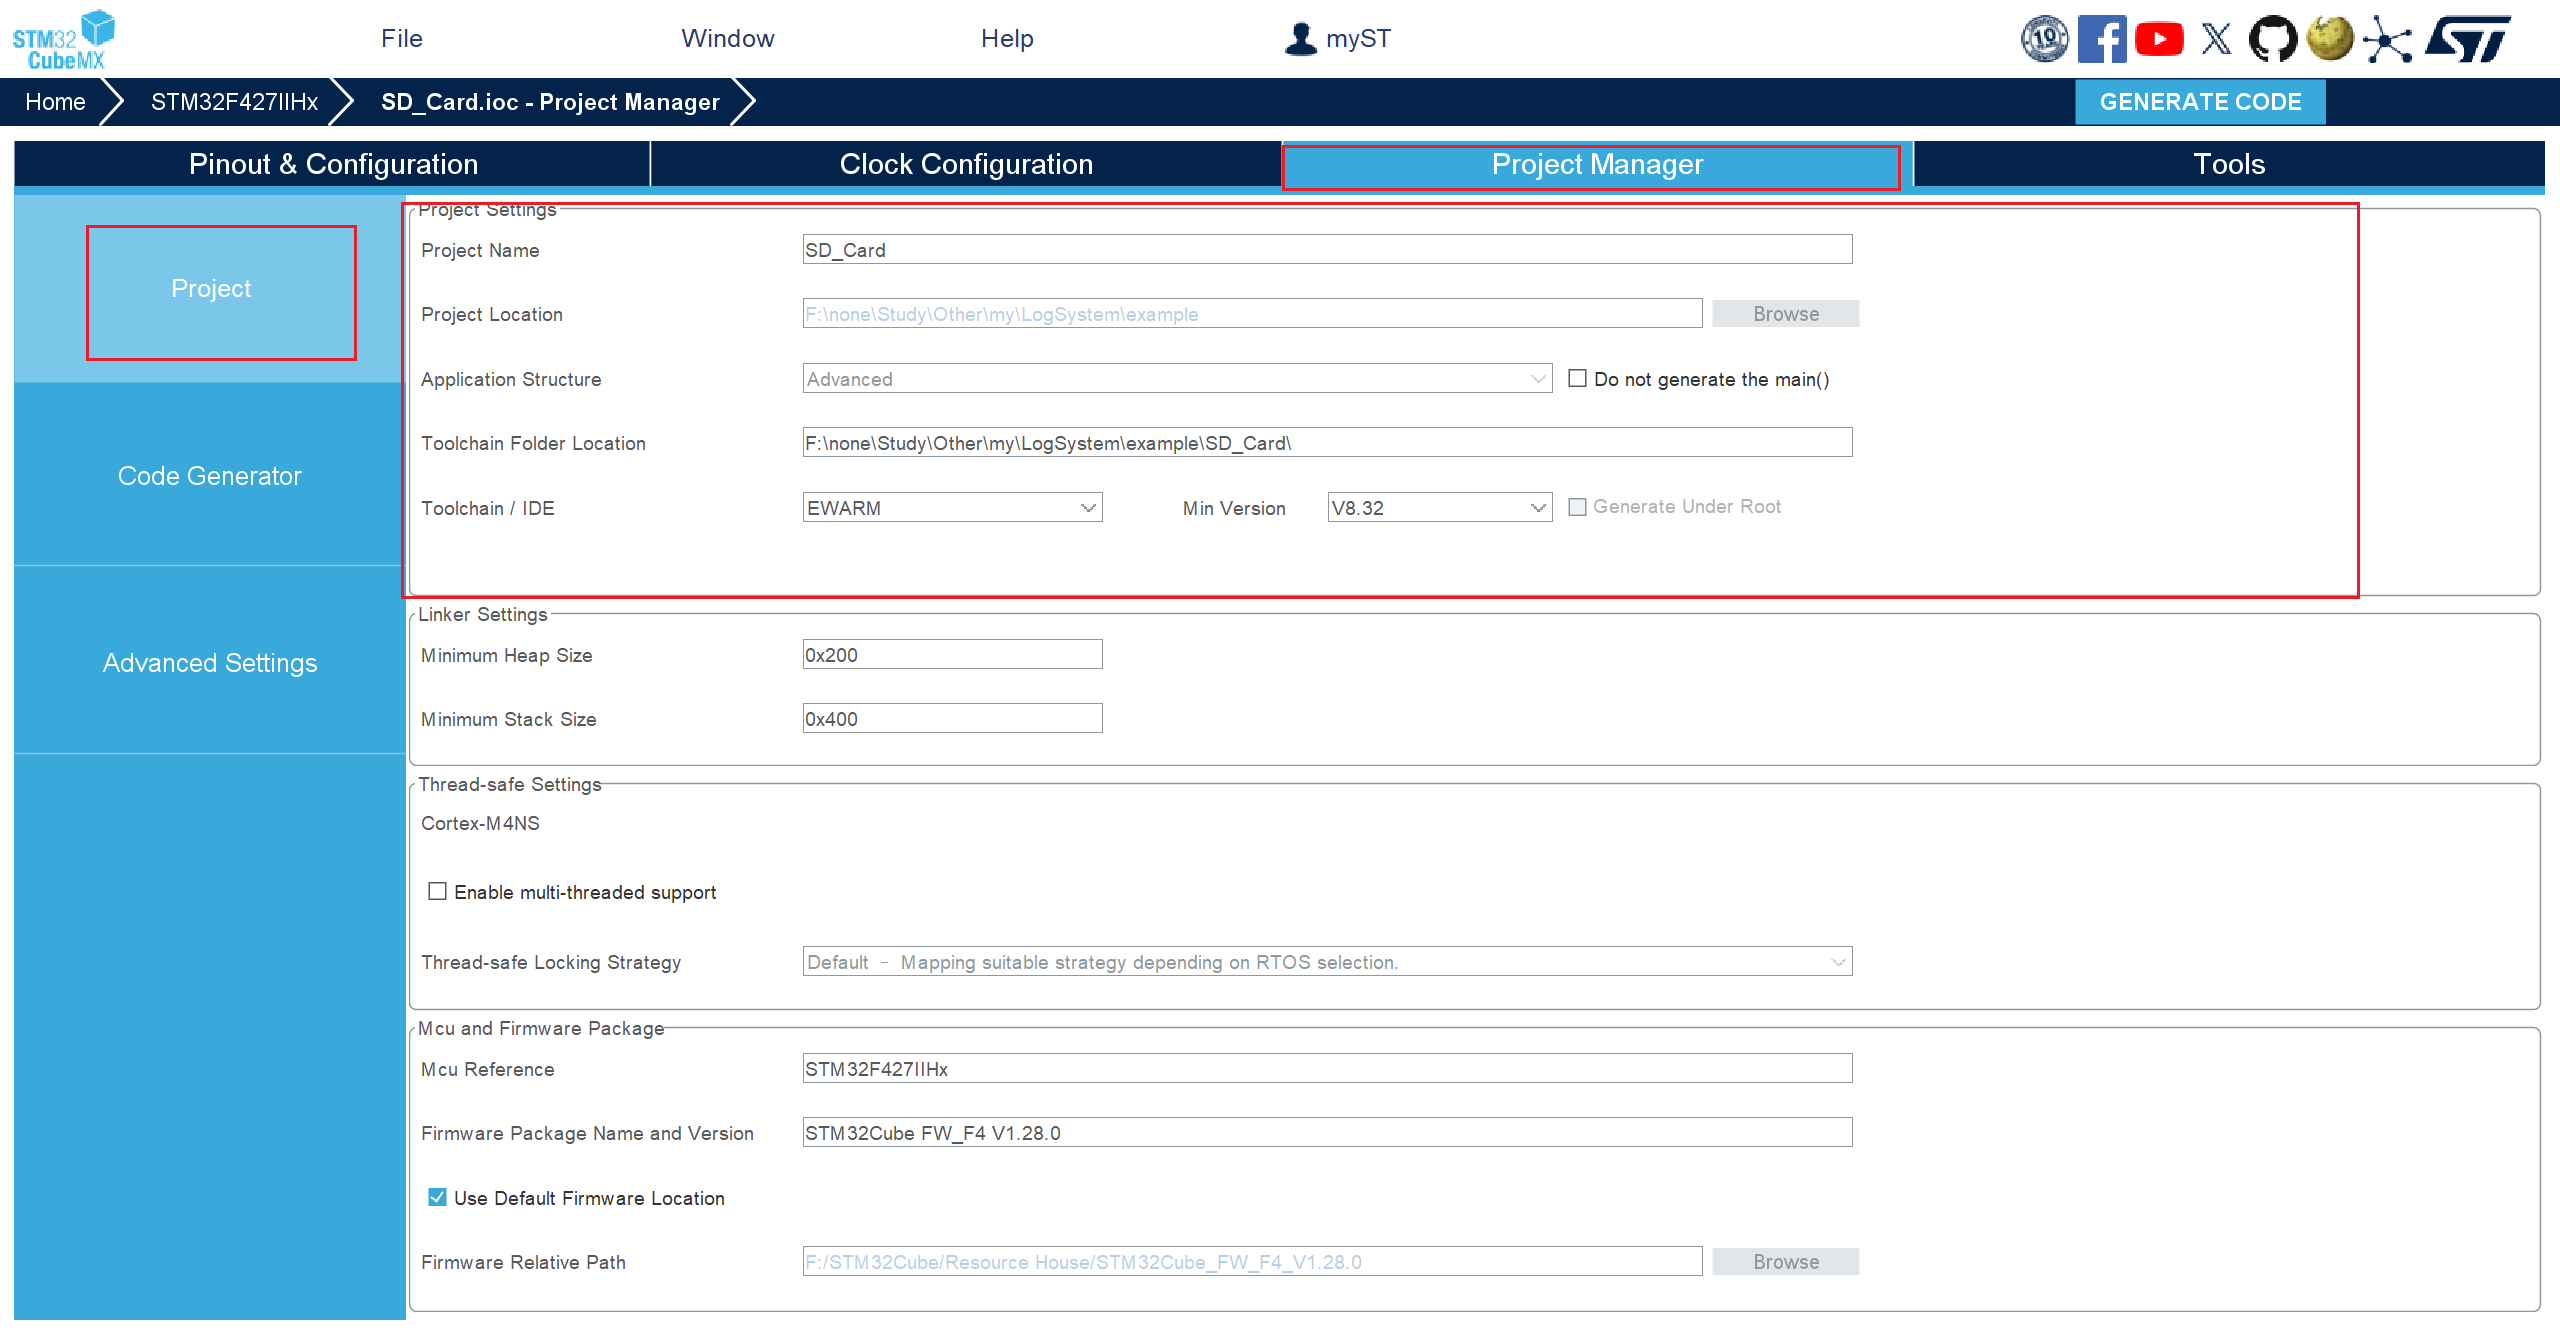 STM32
CubeMX
File
Window
Help
myST
10
Home
STM32F427IIHx
SD_Card.ioc - Project Manager
GENERATE CODE
Pinout & Configuration
Clock Configuration
Project Manager
Tools
Project
Code Generator
Advanced Settings
Project Settings
Project Name
SD_Card
Project Location
F:\none\Study\Other\my\LogSystem\example
Browse
Application Structure
Advanced
Do not generate the main()
Toolchain Folder Location
F:\none\Study\Other\my\LogSystem\example\SD_Card\
Toolchain / IDE
EWARM
Min Version
V8.32
Generate Under Root
Linker Settings
Minimum Heap Size
0x200
Minimum Stack Size
0x400
Thread-safe Settings
Cortex-M4NS
Enable multi-threaded support
Thread-safe Locking Strategy
Default - Mapping suitable strategy depending on RTOS selection.
Mcu and Firmware Package
Mcu Reference
STM32F427IIHx
Firmware Package Name and Version
STM32Cube FW_F4 V1.28.0
Use Default Firmware Location
Firmware Relative Path
F:/STM32Cube/Resource House/STM32Cube_FW_F4_V1.28.0
Browse